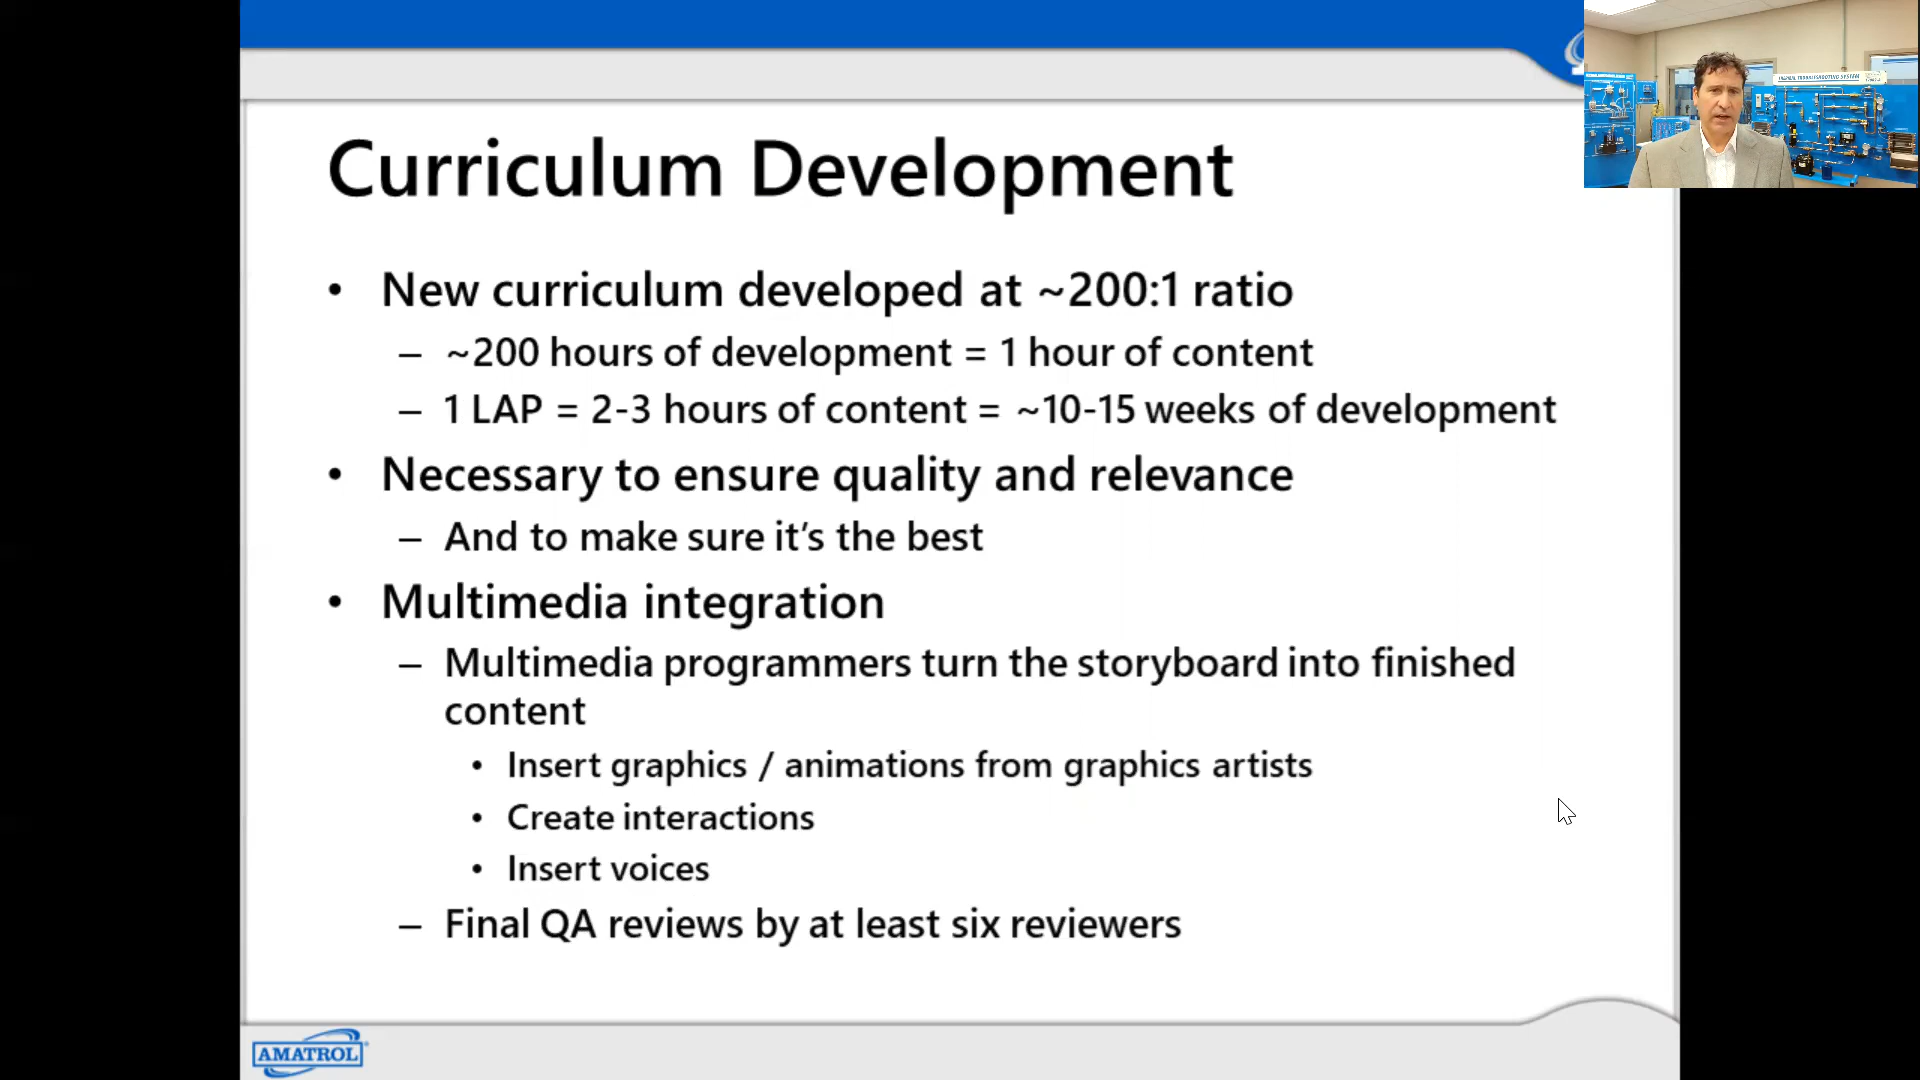 THERMAL TROUBLESHOOTING SYSTEM
Curriculum Development
• New curriculum developed at ~200:1 ratio
– ~200 hours of development = 1 hour of content
– 1 LAP = 2-3 hours of content = ~10-15 weeks of development
• Necessary to ensure quality and relevance
– And to make sure it’s the best
• Multimedia integration
– Multimedia programmers turn the storyboard into finished
content
• Insert graphics / animations from graphics artists
• Create interactions
• Insert voices
– Final QA reviews by at least six reviewers
AMATROL